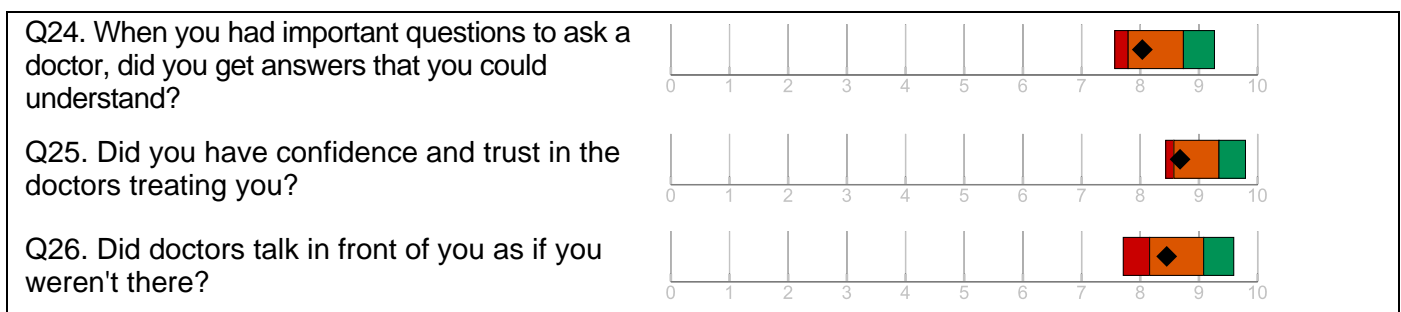 Q24. When you had important questions to ask a
doctor, did you get answers that you could
understand?
0 1 2 3 4 5 6 7 8 9 10
Q25. Did you have confidence and trust in the
doctors treating you?
0 1 2 3 4 5 6 7 8 9 10
Q26. Did doctors talk in front of you as if you
weren't there?
0 1 2 3 4 5 6 7 8 9 10